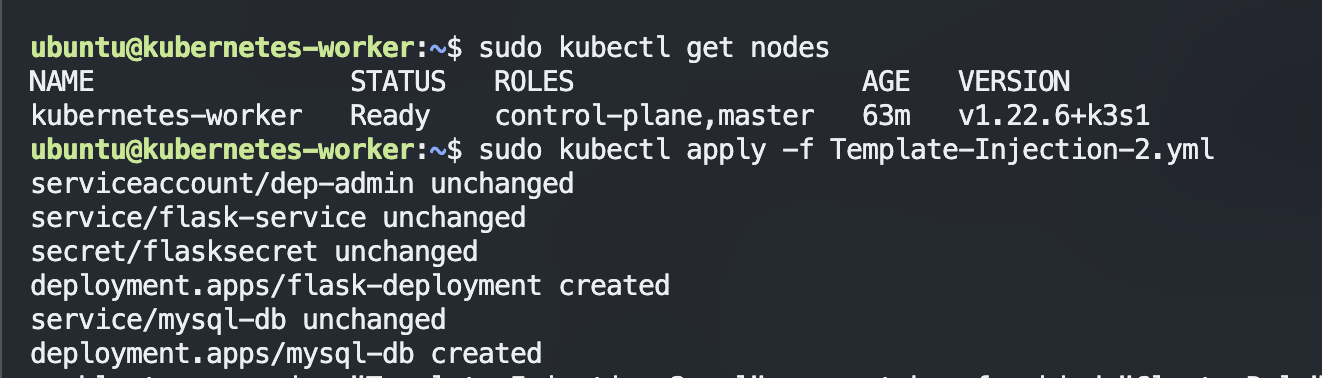 ubuntu@kubernetes-worker:~$ sudo kubectl get nodes
NAME STATUS ROLES AGE VERSION
kubernetes-worker Ready control-plane,master 63m v1.22.6+k3s1
ubuntu@kubernetes-worker:~$ sudo kubectl apply -f Template-Injection-2.yml
serviceaccount/dep-admin unchanged
service/flask-service unchanged
secret/flasksecret unchanged
deployment.apps/flask-deployment created
service/mysql-db unchanged
deployment.apps/mysql-db created